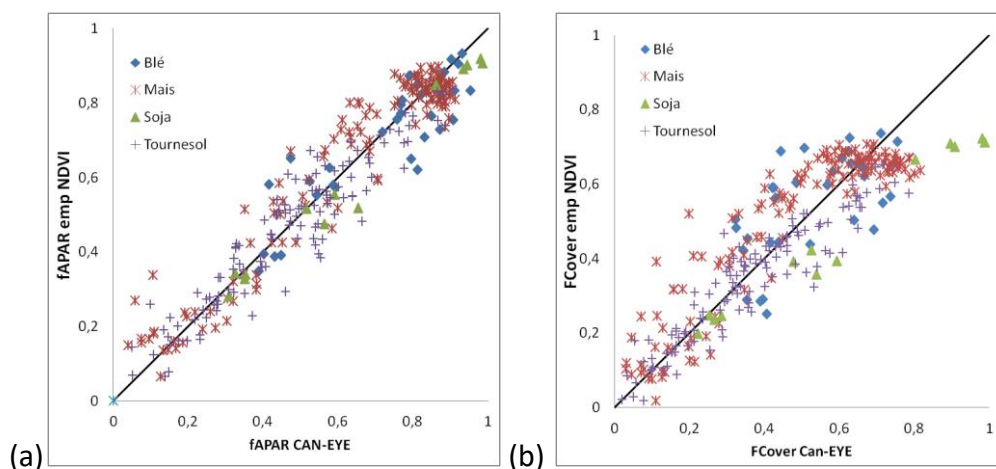 (a)
fAPAR emp NDVI
1
0,8
0,6
0,4
0,2
0
Blé
Mais
Soja
Tournesol
0
0,2
0,4
0,6
0,8
1
fAPAR CAN-EYE
(b)
FCover emp NDVI
1
0,8
0,6
0,4
0,2
0
Blé
Mais
Soja
Tournesol
0
0,2
0,4
0,6
0,8
1
FCover Can-EYE